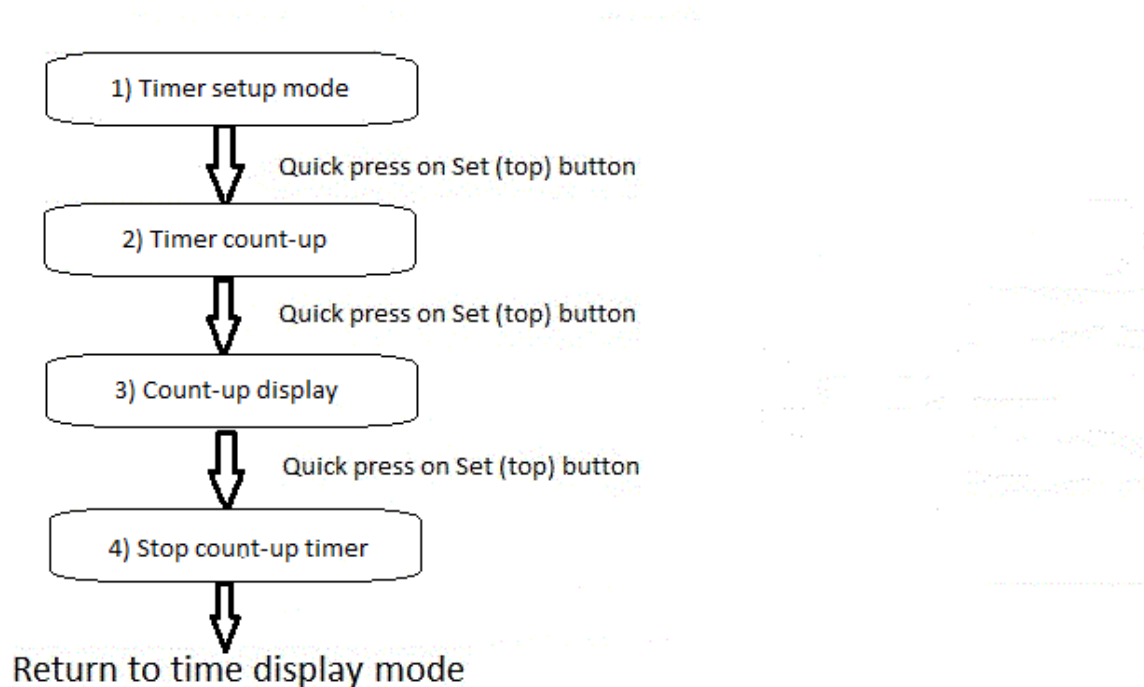 1) Timer setup mode
Quick press on Set (top) button
2) Timer count-up
Quick press on Set (top) button
3) Count-up display
Quick press on Set (top) button
4) Stop count-up timer
Return to time display mode